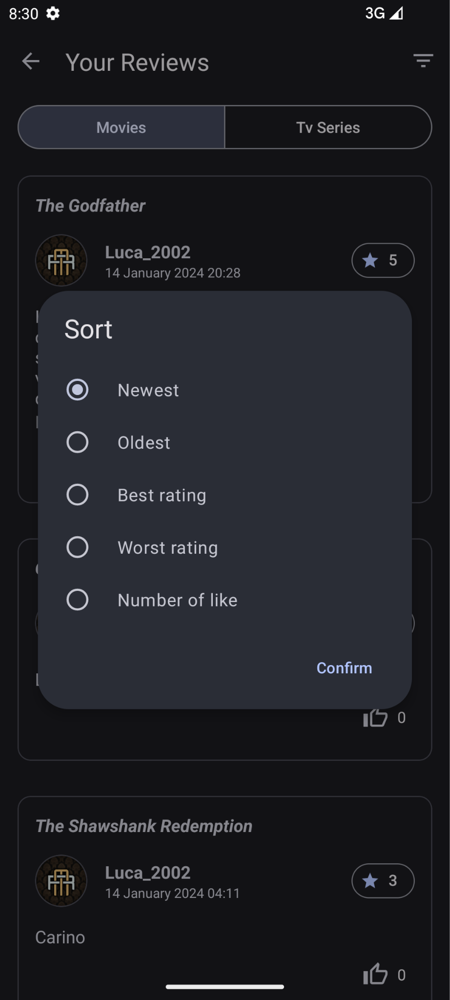 8:30
3G
Your Reviews
Movies
Tv Series
The Godfather
Luca_2002
14 January 2024 20:28
5
Sort
Newest
Oldest
Best rating
Worst rating
Number of like
Confirm
0
The Shawshank Redemption
Luca_2002
14 January 2024 04:11
3
Carino
0